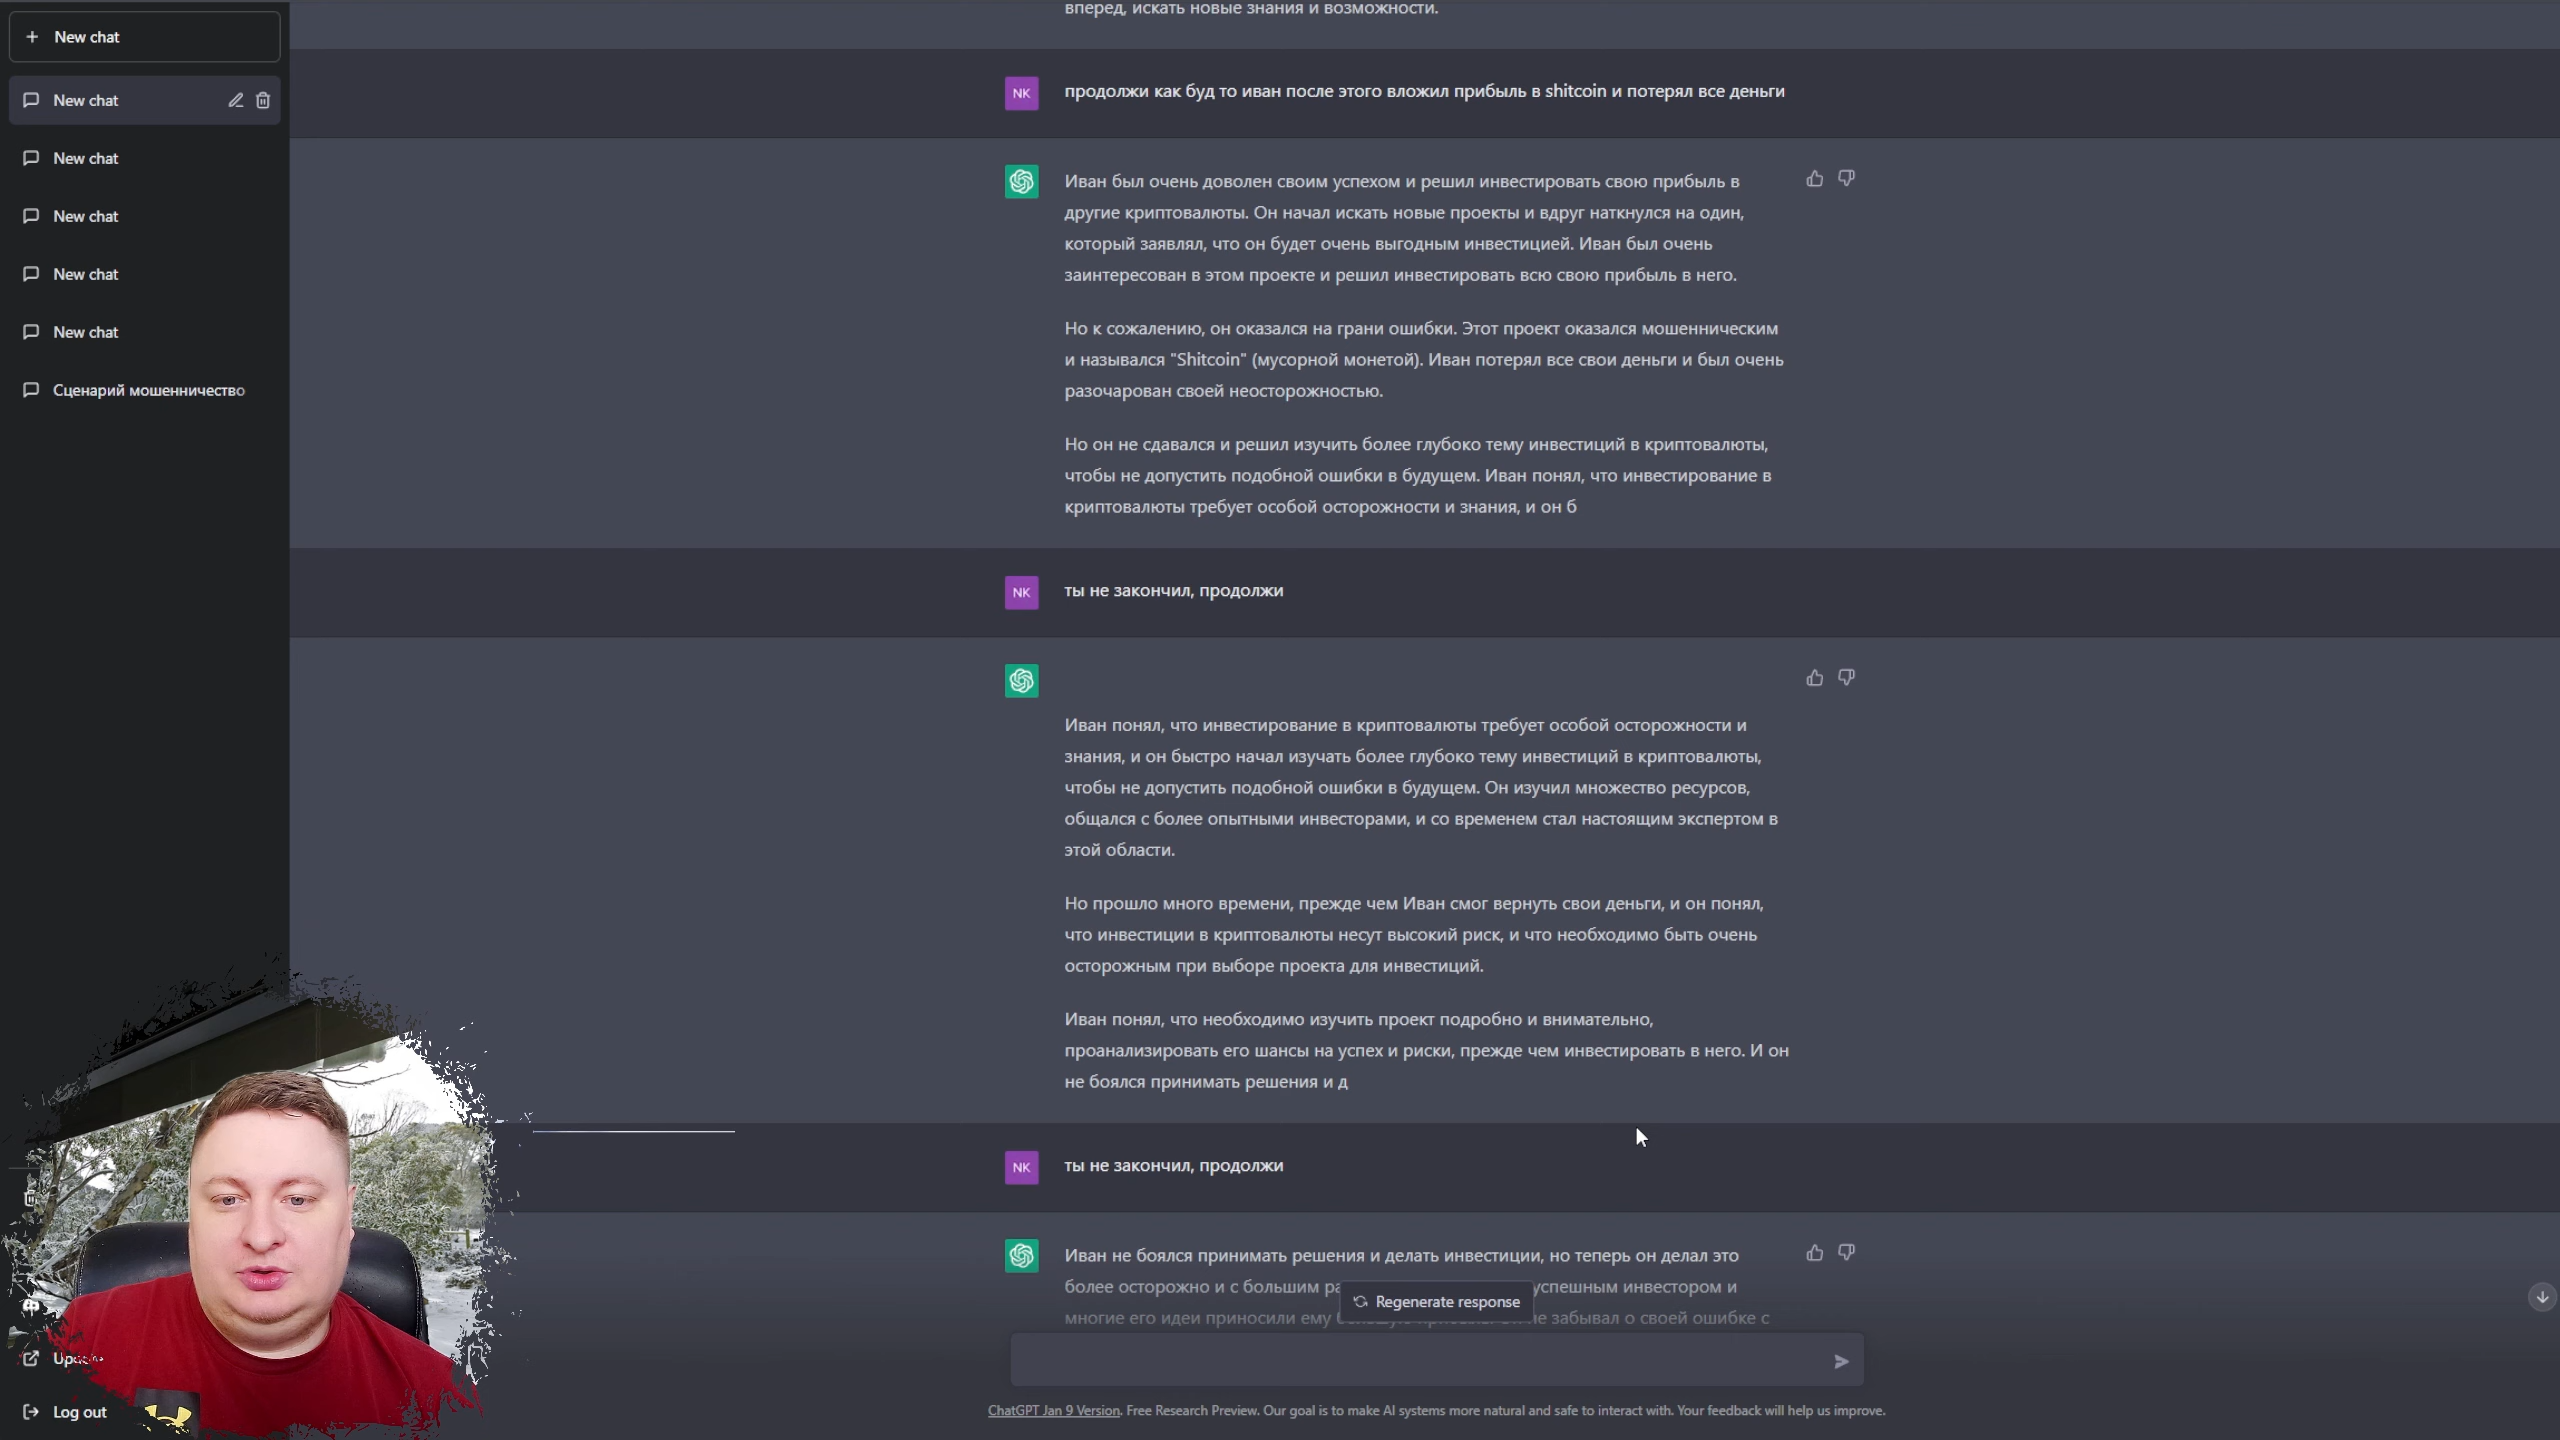 New chat
New chat
New chat
New chat
New chat
New chat
Сценарий мошенничество
Log out
вперед, искать новые знания и возможности.
NK
продолжи как буд то иван после этого вложил прибыль в shitcoin и потерял все деньги
Иван был очень доволен своим успехом и решил инвестировать свою прибыль в
другие криптовалюты. Он начал искать новые проекты и вдруг наткнулся на один,
который заявлял, что он будет очень выгодным инвестицией. Иван был очень
заинтересован в этом проекте и решил инвестировать всю свою прибыль в него.
Но к сожалению, он оказался на грани ошибки. Этот проект оказался мошенническим
и назывался "Shitcoin" (мусорной монетой). Иван потерял все свои деньги и был очень
разочарован своей неосторожностью.
Но он не сдавался и решил изучить более глубоко тему инвестиций в криптовалюты,
чтобы не допустить подобной ошибки в будущем. Иван понял, что инвестирование в
криптовалюты требует особой осторожности и знания, и он б
NK
ты не закончил, продолжи
Иван понял, что инвестирование в криптовалюты требует особой осторожности и
знания, и он быстро начал изучать более глубоко тему инвестиций в криптовалюты,
чтобы не допустить подобной ошибки в будущем. Он изучил множество ресурсов,
общался с более опытными инвесторами, и со временем стал настоящим экспертом в
этой области.
Но прошло много времени, прежде чем Иван смог вернуть свои деньги, и он понял,
что инвестиции в криптовалюты несут высокий риск, и что необходимо быть очень
осторожным при выборе проекта для инвестиций.
Иван понял, что необходимо изучить проект подробно и внимательно,
проанализировать его шансы на успех и риски, прежде чем инвестировать в него. И он
не боялся принимать решения и д
NK
ты не закончил, продолжи
Иван не боялся принимать решения и делать инвестиции, но теперь он делал это
более осторожно и с большим успешным инвестором и
Regenerate response
многие его идеи приносили ему забывал о своей ошибке с
ChatGPT Jan 9 Version. Free Research Preview. Our goal is to make AI systems more natural and safe to interact with. Your feedback will help us improve.